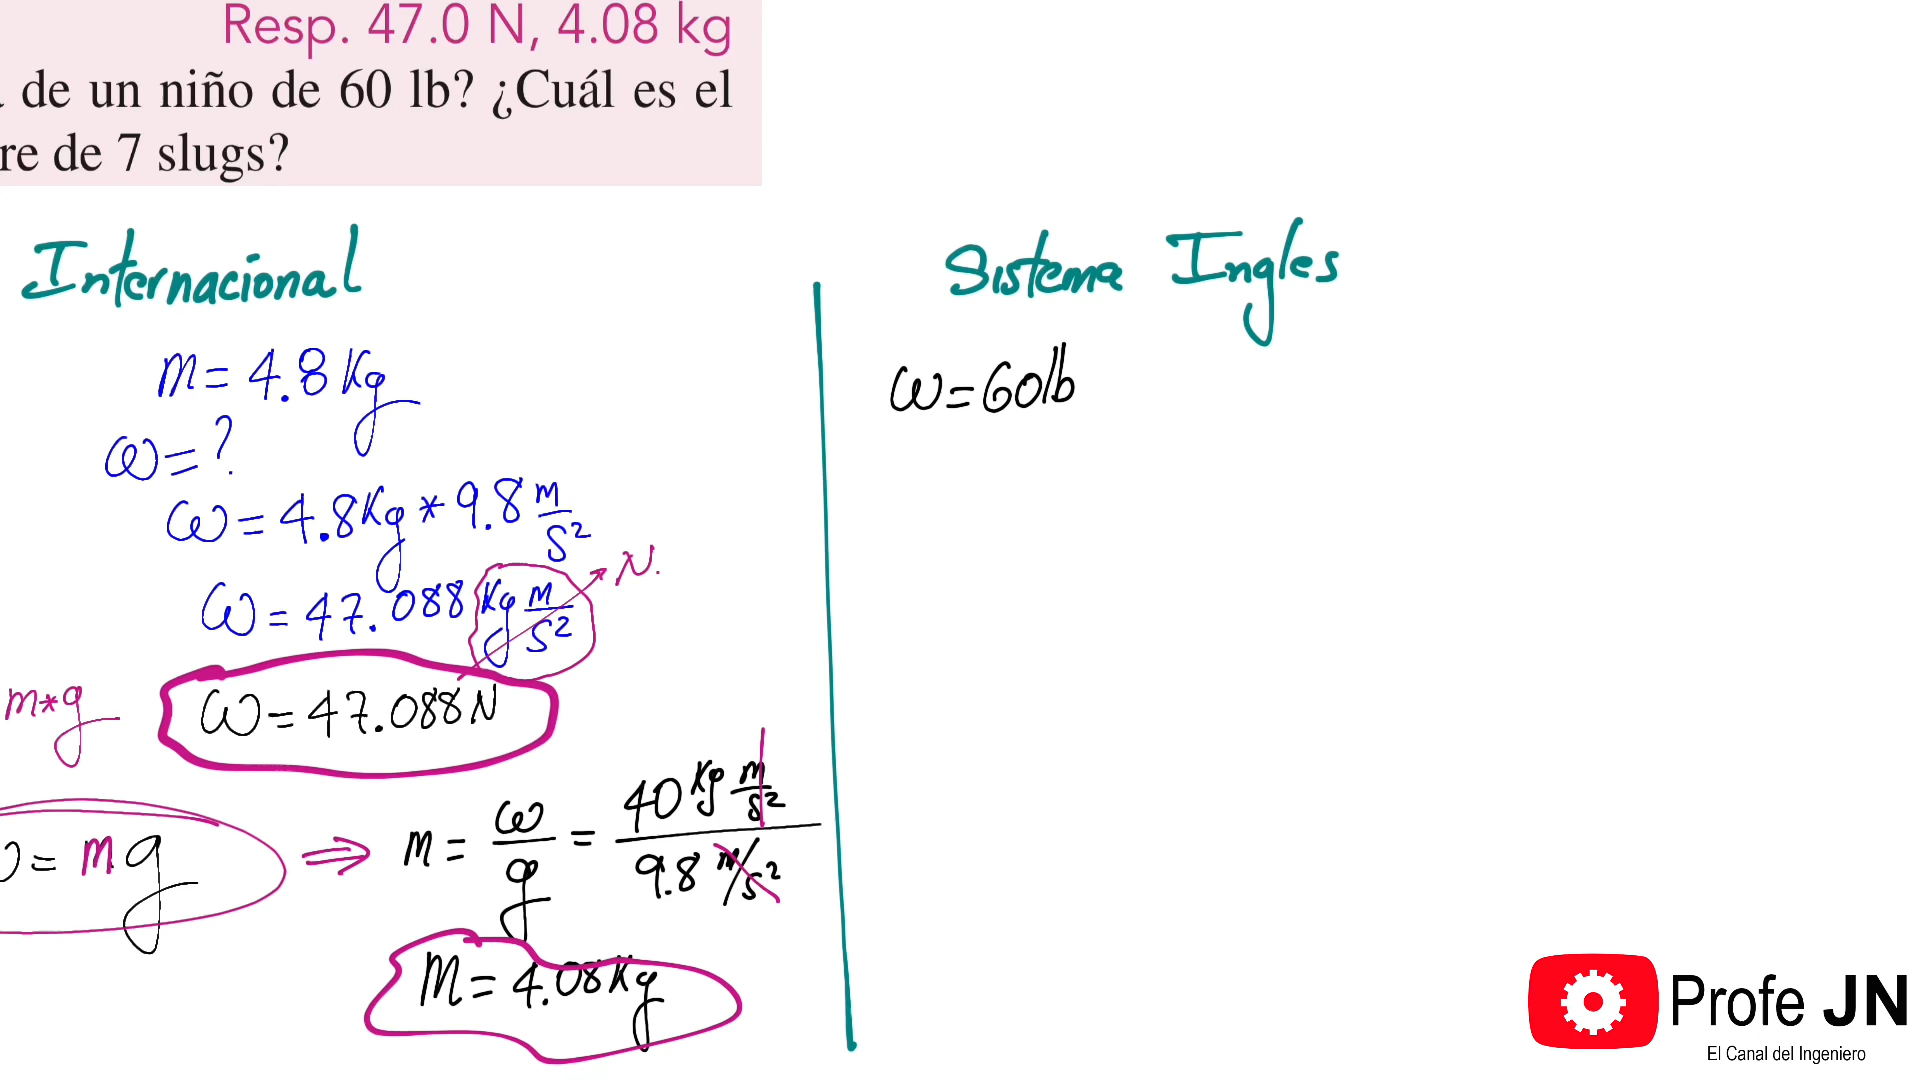 Resp. 47.0 N, 4.08 kg
de un niño de 60 lb? ¿Cuál es el
re de 7 slugs?
Internacional
m = 4.8 Kg
ω = ?
ω = 4.8 Kg * 9.8 m/s²
ω = 47.088 Kg m/s² N.
ω = 47.088 N
m*g
ω = mg ⇒ m = ω/g = 40 Kg m/s² / 9.8 m/s²
M = 4.08 Kg
Sistema Ingles
ω = 60 lb
Profe JN
El Canal del Ingeniero